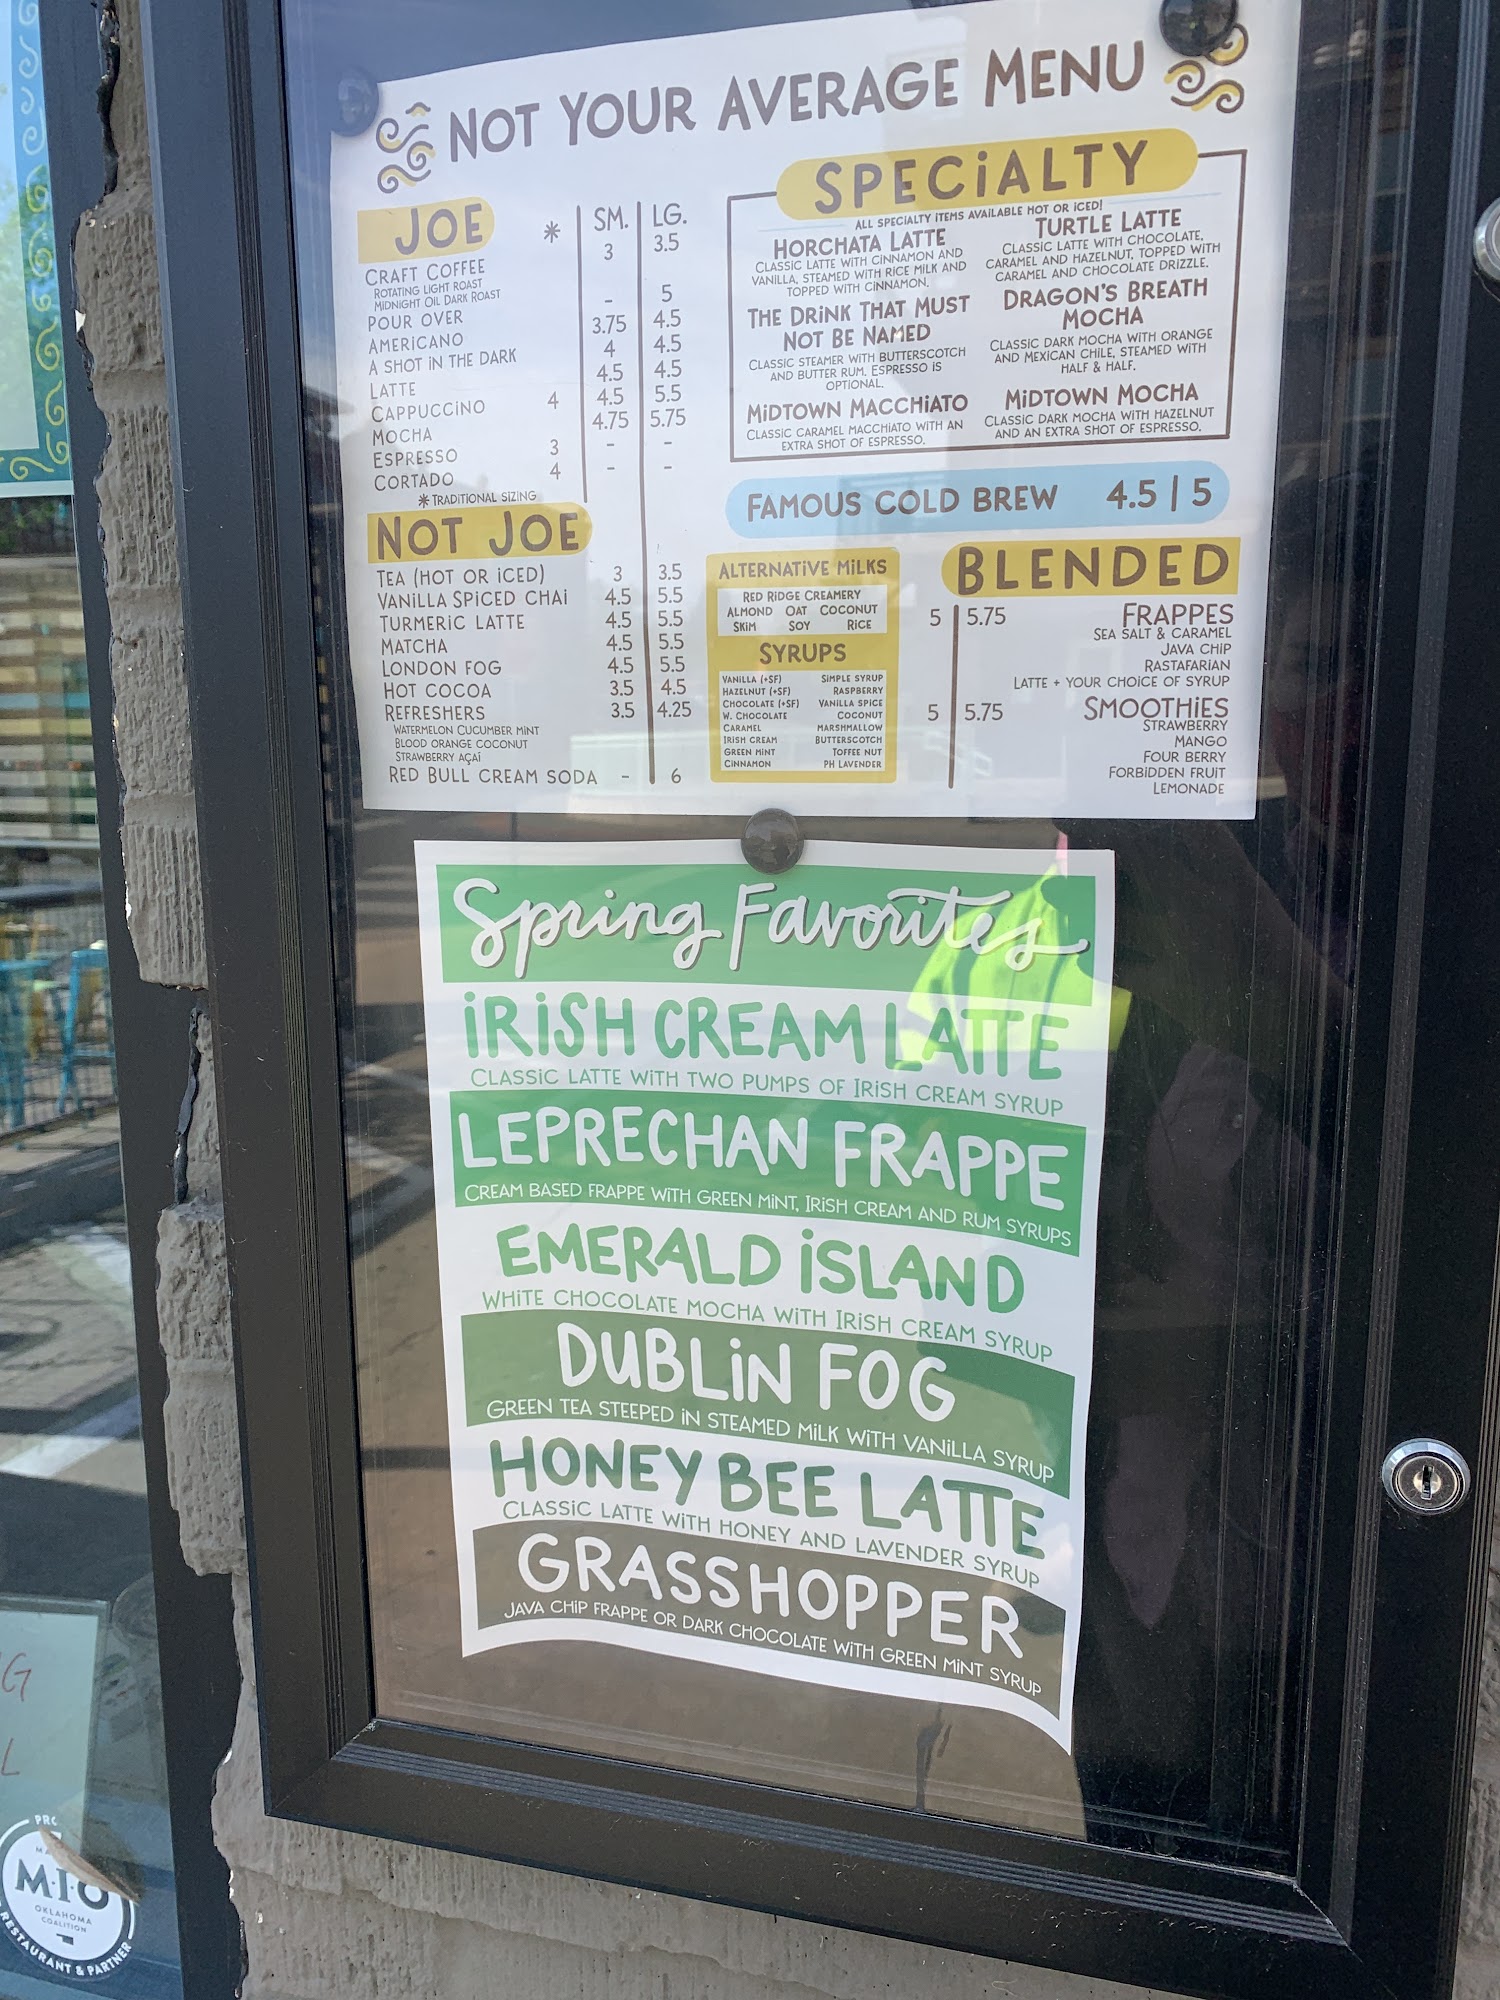 NOT YOUR AVERAGE MENU
JOE
* SM. LG.
CRAFT COFFEE 3 3.5
ROTATING LIGHT ROAST
MIDNIGHT OIL DARK ROAST
POUR OVER - 5
AMERICANO 3.75 4.5
A SHOT IN THE DARK 4 4.5
LATTE 4.5 4.5
CAPPUCCINO 4 4.5 5.5
MOCHA 4.75 5.75
ESPRESSO 3 - -
CORTADO 4 - -
* TRADITIONAL SIZING
NOT JOE
TEA (HOT OR ICED) 3 3.5
VANILLA SPICED CHAI 4.5 5.5
TURMERIC LATTE 4.5 5.5
MATCHA 4.5 5.5
LONDON FOG 4.5 5.5
HOT COCOA 3.5 4.5
REFRESHERS 3.5 4.25
WATERMELON CUCUMBER MINT
BLOOD ORANGE COCONUT
STRAWBERRY AÇAÍ
RED BULL CREAM SODA - 6
SPECIALTY
ALL SPECIALTY ITEMS AVAILABLE HOT OR ICED!
HORCHATA LATTE
CLASSIC LATTE WITH CINNAMON AND
VANILLA, STEAMED WITH RICE MILK AND
TOPPED WITH CINNAMON.
THE DRINK THAT MUST
NOT BE NAMED
CLASSIC STEAMER WITH BUTTERSCOTCH
AND BUTTER RUM. ESPRESSO IS
OPTIONAL.
MIDTOWN MACCHIATO
CLASSIC CARAMEL MACCHIATO WITH AN
EXTRA SHOT OF ESPRESSO.
TURTLE LATTE
CLASSIC LATTE WITH CHOCOLATE,
CARAMEL AND HAZELNUT, TOPPED WITH
CARAMEL AND CHOCOLATE DRIZZLE.
DRAGON'S BREATH
MOCHA
CLASSIC DARK MOCHA WITH ORANGE
AND MEXICAN CHILE, STEAMED WITH
HALF & HALF.
MIDTOWN MOCHA
CLASSIC DARK MOCHA WITH HAZELNUT
AND AN EXTRA SHOT OF ESPRESSO.
FAMOUS COLD BREW 4.5 | 5
ALTERNATIVE MILKS
RED RIDGE CREAMERY
ALMOND OAT COCONUT
SKIM SOY RICE
SYRUPS
VANILLA (+SF) SIMPLE SYRUP
HAZELNUT (+SF) RASPBERRY
CHOCOLATE (+SF) VANILLA SPICE
W. CHOCOLATE COCONUT
CARAMEL MARSHMALLOW
IRISH CREAM BUTTERSCOTCH
GREEN MINT TOFFEE NUT
CINNAMON PH LAVENDER
BLENDED
5 | 5.75 FRAPPES
SEA SALT & CARAMEL
JAVA CHIP
RASTAFARIAN
LATTE + YOUR CHOICE OF SYRUP
5 | 5.75 SMOOTHIES
STRAWBERRY
MANGO
FOUR BERRY
FORBIDDEN FRUIT
LEMONADE
Spring Favorites
IRISH CREAM LATTE
CLASSIC LATTE WITH TWO PUMPS OF IRISH CREAM SYRUP
LEPRECHAN FRAPPE
CREAM BASED FRAPPE WITH GREEN MINT, IRISH CREAM AND RUM SYRUPS
EMERALD ISLAND
WHITE CHOCOLATE MOCHA WITH IRISH CREAM SYRUP
DUBLIN FOG
GREEN TEA STEEPED IN STEAMED MILK WITH VANILLA SYRUP
HONEY BEE LATTE
CLASSIC LATTE WITH HONEY AND LAVENDER SYRUP
GRASSHOPPER
JAVA CHIP FRAPPE OR DARK CHOCOLATE WITH GREEN MINT SYRUP
G
L
M·I·O
OKLAHOMA
COALITION
RESTAURANT & PARTNER